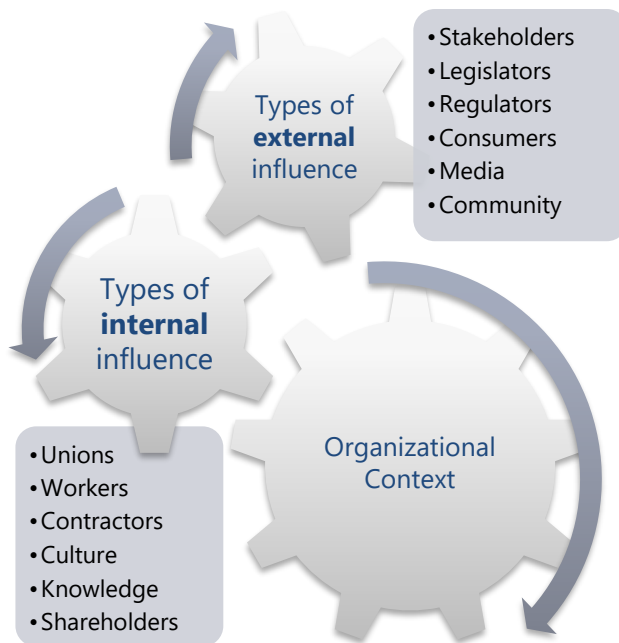 Types of
external
influence
•Stakeholders
•Legislators
•Regulators
•Consumers
•Media
•Community
Types of
internal
influence
•Unions
•Workers
•Contractors
•Culture
•Knowledge
•Shareholders
Organizational
Context